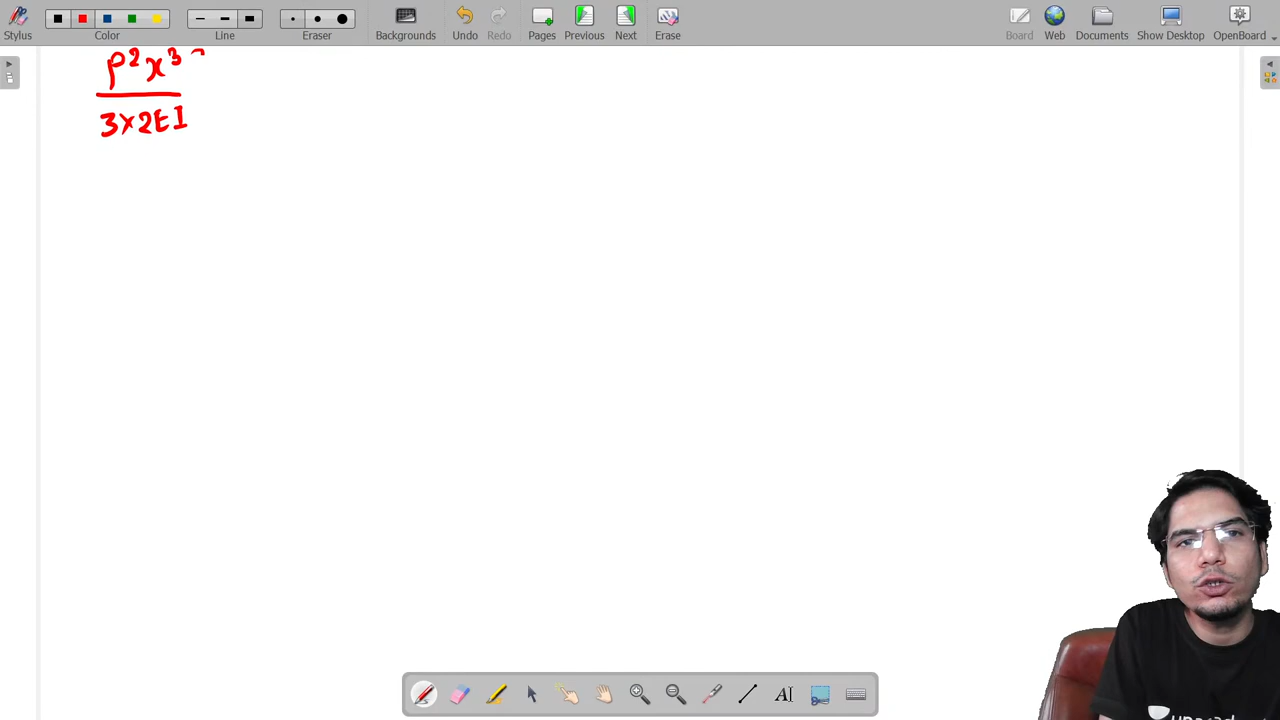 Stylus
Color
Line
Eraser
Backgrounds
Undo
Redo
Pages
Previous
Next
Erase
Board
Web
Documents
Show Desktop
OpenBoard
P²x³
3×2EI
AI